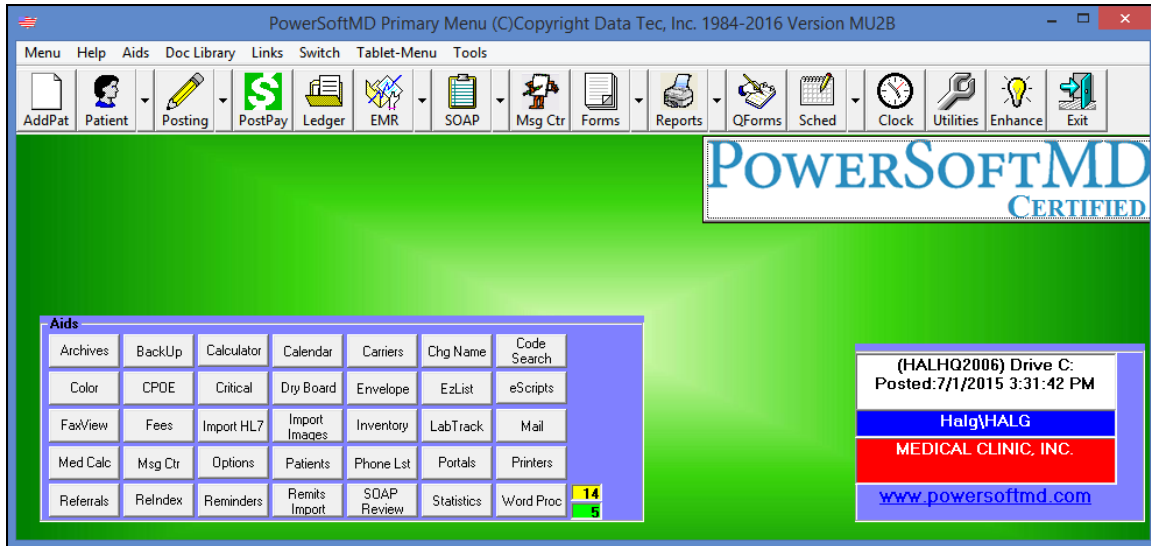 PowerSoftMD Primary Menu (C)Copyright Data Tec, Inc. 1984-2016 Version MU2B
Menu Help Aids Doc Library Links Switch Tablet-Menu Tools
AddPat Patient Posting PostPay Ledger EMR SOAP Msg Ctr Forms Reports QForms Sched Clock Utilities Enhance Exit
POWERSOFTMD
CERTIFIED
Aids
Archives BackUp Calculator Calendar Carriers Chg Name Code Search
Color CPOE Critical Dry Board Envelope EzList eScripts
FaxView Fees Import HL7 Import Images Inventory LabTrack Mail
Med Calc Msg Ctr Options Patients Phone Lst Portals Printers
Referrals ReIndex Reminders Remits Import SOAP Review Statistics Word Proc 14
5
(HALHQ2006) Drive C:
Posted:7/1/2015 3:31:42 PM
Halg\HALG
MEDICAL CLINIC, INC.
www.powersoftmd.com